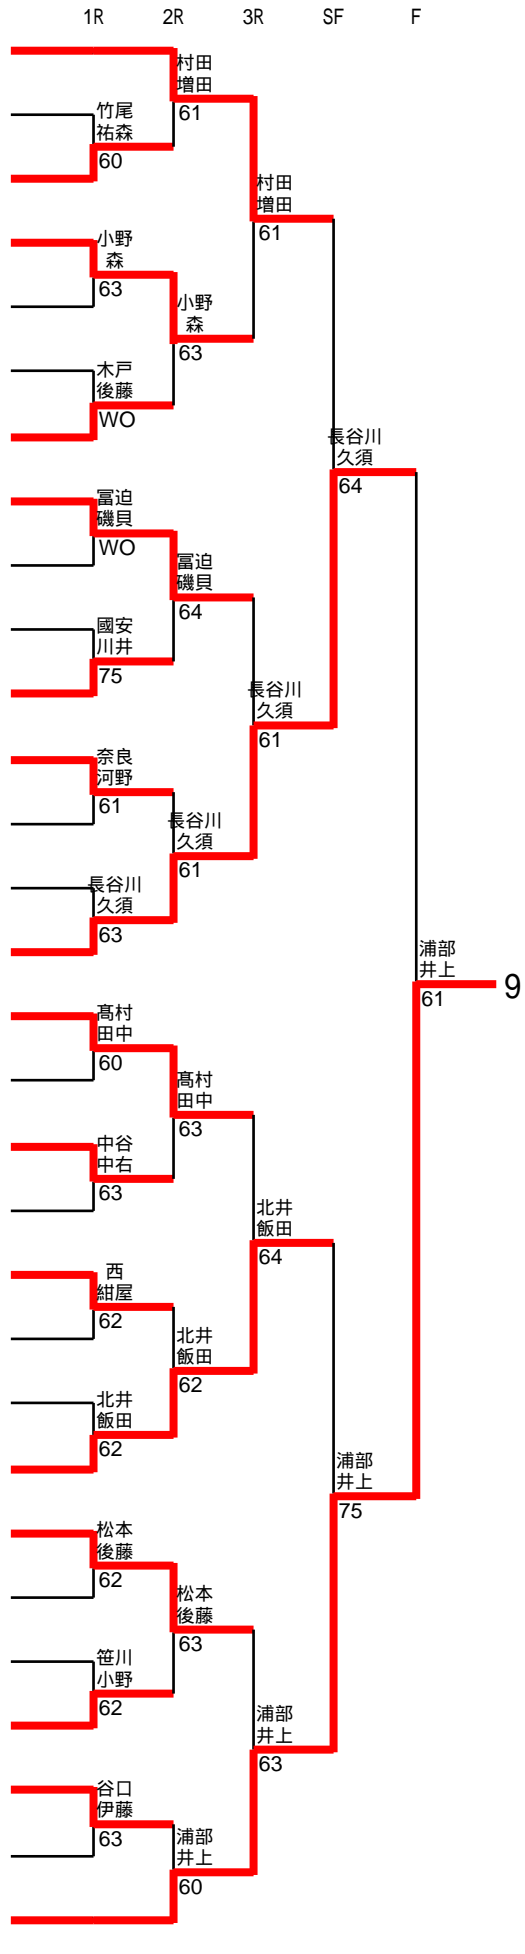 1R 2R 3R SF F
村田
増田
61
竹尾
祐森
60
村田
増田
61
小野
森
63
小野
森
63
木戸
後藤
WO
長谷川
久須
64
冨迫
磯貝
WO
冨迫
磯貝
64
國安
川井
75
長谷川
久須
61
奈良
河野
61
長谷川
久須
61
長谷川
久須
63
浦部
井上
61
9
髙村
田中
60
髙村
田中
63
中谷
中右
63
北井
飯田
64
西
紺屋
62
北井
飯田
62
北井
飯田
62
浦部
井上
75
松本
後藤
62
松本
後藤
63
笹川
小野
62
浦部
井上
63
谷口
伊藤
63
浦部
井上
60